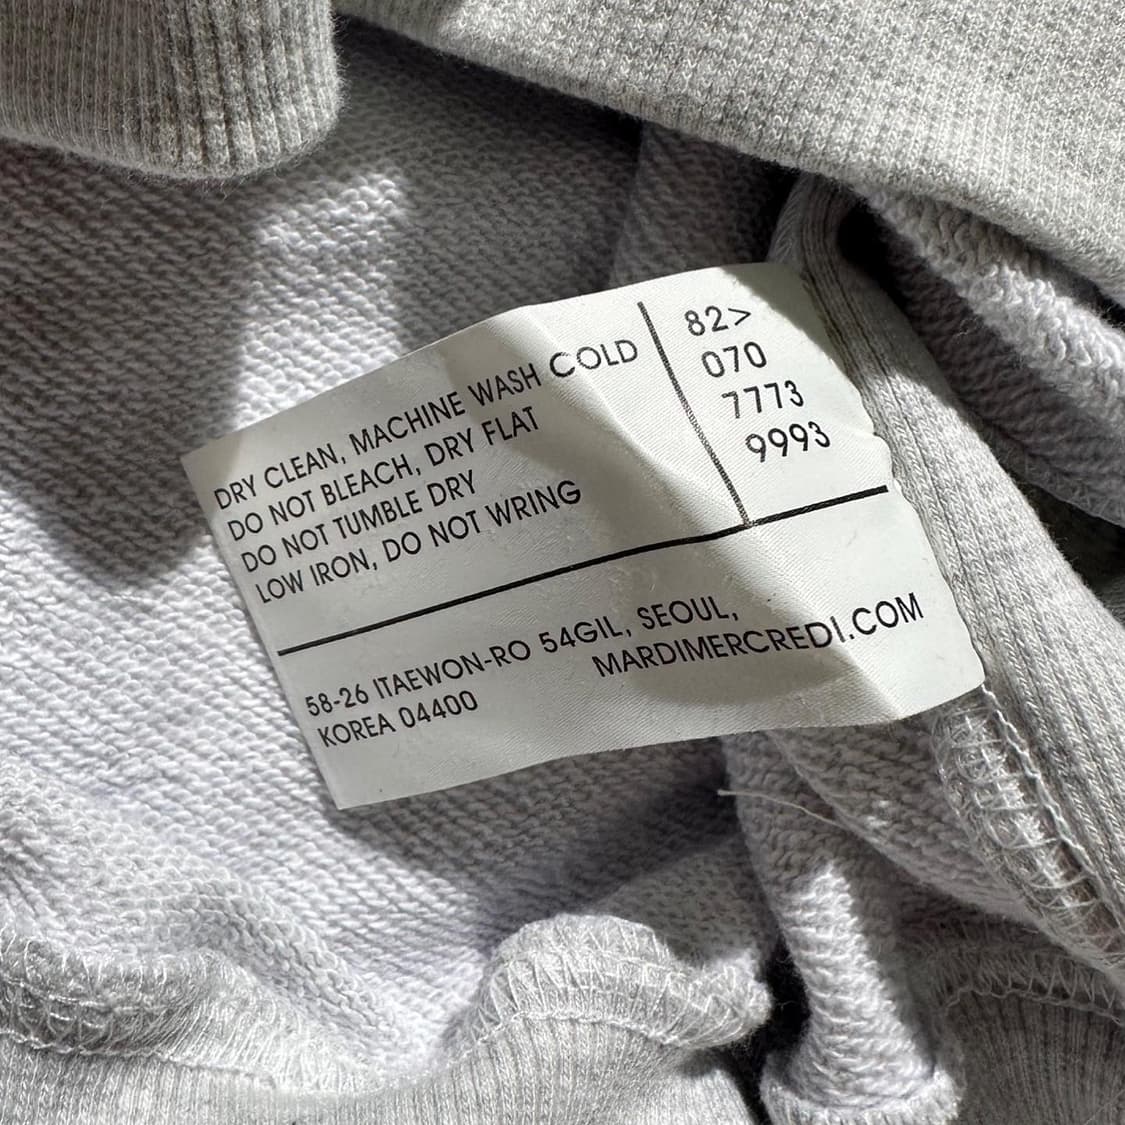 DRY CLEAN, MACHINE WASH COLD
DO NOT BLEACH, DRY FLAT
DO NOT TUMBLE DRY
LOW IRON, DO NOT WRING
82>
070
7773
9993
58-26 ITAEWON-RO 54GIL, SEOUL,
KOREA 04400
MARDIMERCREDI.COM